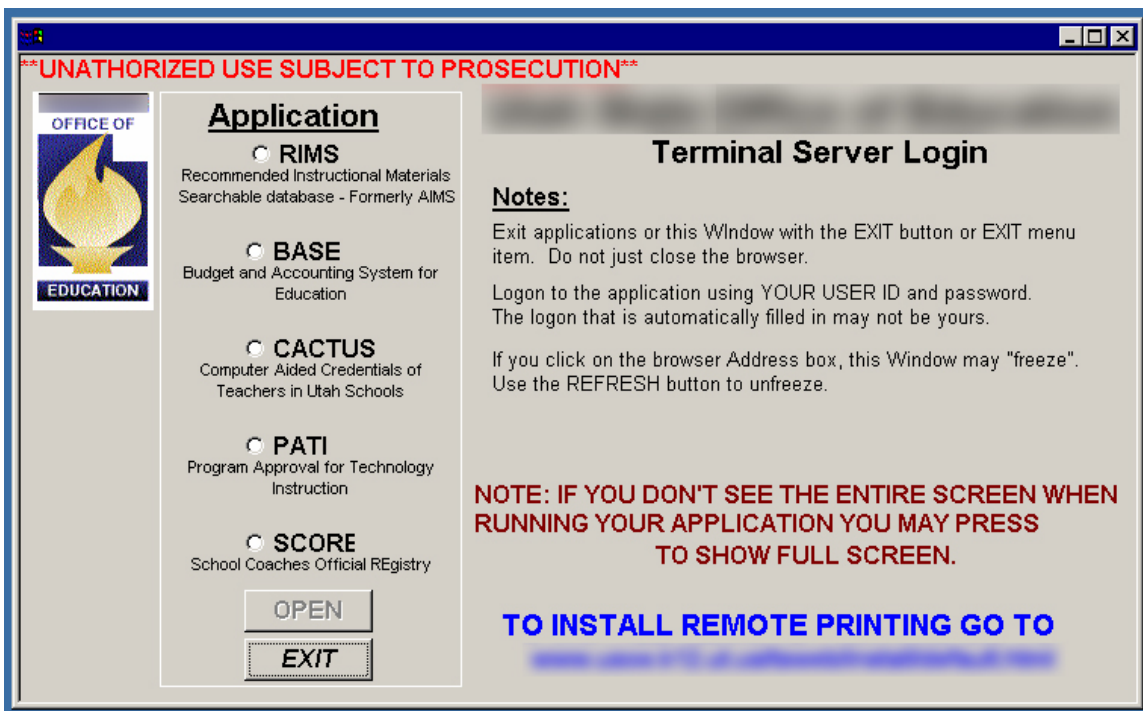 **UNATHORIZED USE SUBJECT TO PROSECUTION**
OFFICE OF
EDUCATION
Application
RIMS
Recommended Instructional Materials
Searchable database - Formerly AIMS
BASE
Budget and Accounting System for
Education
CACTUS
Computer Aided Credentials of
Teachers in Utah Schools
PATI
Program Approval for Technology
Instruction
SCORE
School Coaches Official REgistry
OPEN
EXIT
Terminal Server Login
Notes:
Exit applications or this WIndow with the EXIT button or EXIT menu
item. Do not just close the browser.
Logon to the application using YOUR USER ID and password.
The logon that is automatically filled in may not be yours.
If you click on the browser Address box, this Window may "freeze".
Use the REFRESH button to unfreeze.
NOTE: IF YOU DON'T SEE THE ENTIRE SCREEN WHEN
RUNNING YOUR APPLICATION YOU MAY PRESS
TO SHOW FULL SCREEN.
TO INSTALL REMOTE PRINTING GO TO